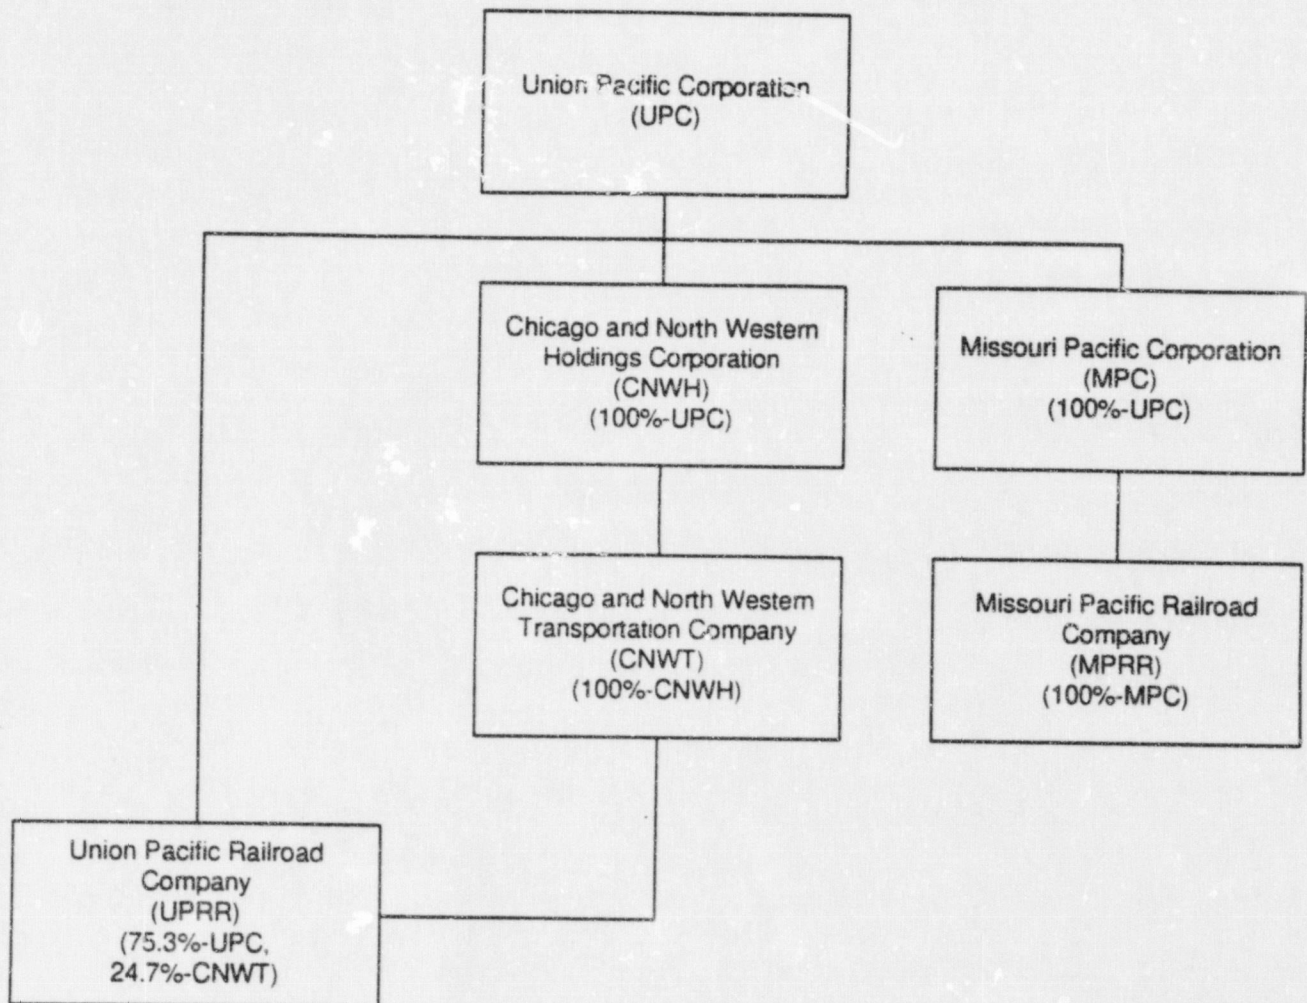 Union Pacific Corporation
(UPC)
Chicago and North Western
Holdings Corporation
(CNWH)
(100%-UPC)
Missouri Pacific Corporation
(MPC)
(100%-UPC)
Chicago and North Western
Transportation Company
(CNWT)
(100%-CNWH)
Missouri Pacific Railroad
Company
(MPRR)
(100%-MPC)
Union Pacific Railroad
Company
(UPRR)
(75.3%-UPC,
24.7%-CNWT)